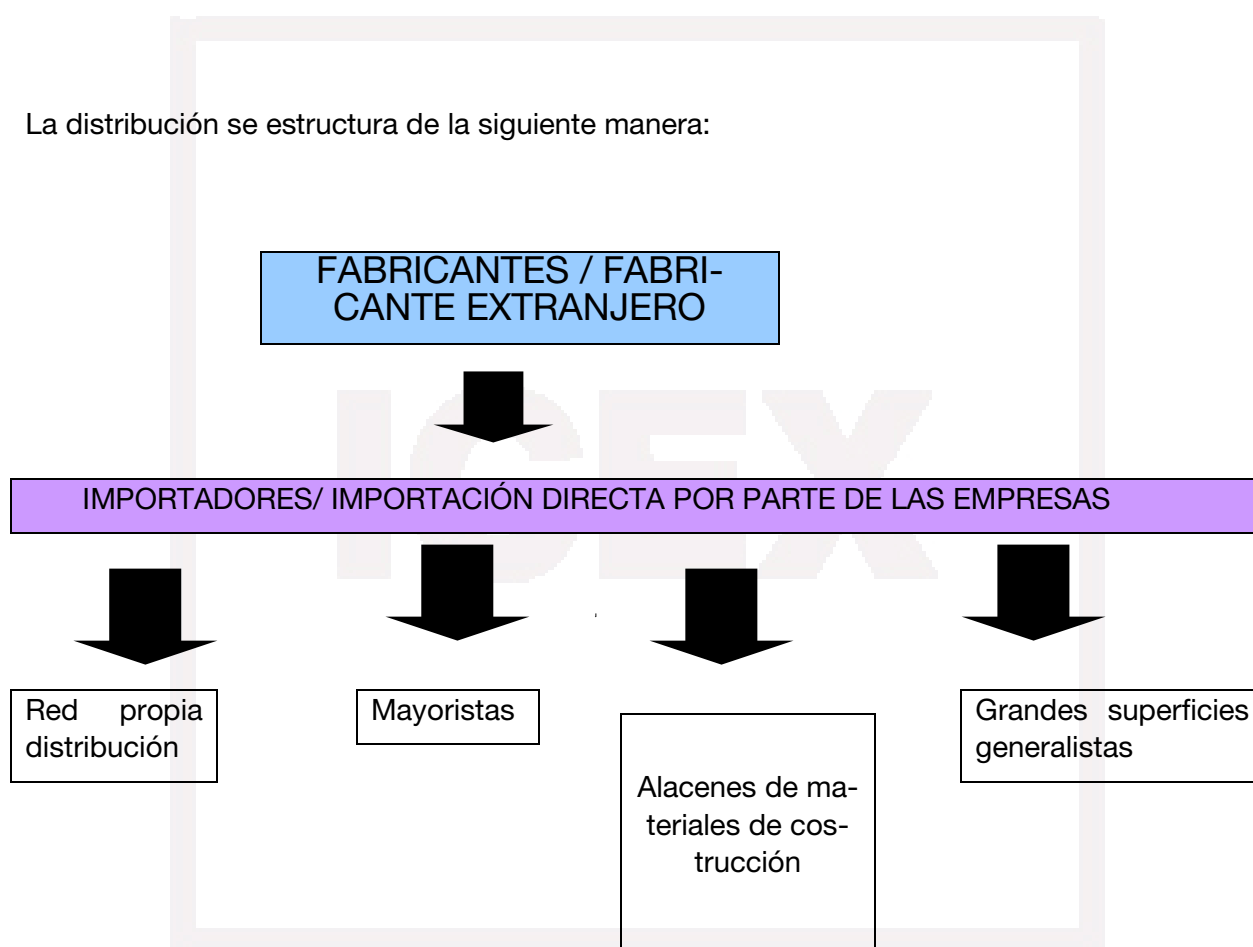 La distribución se estructura de la siguiente manera:
FABRICANTES / FABRI-
CANTE EXTRANJERO
ICEX
IMPORTADORES/ IMPORTACIÓN DIRECTA POR PARTE DE LAS EMPRESAS
Red propia
distribución
Mayoristas
Alacenes de ma-
teriales de cos-
trucción
Grandes superficies
generalistas